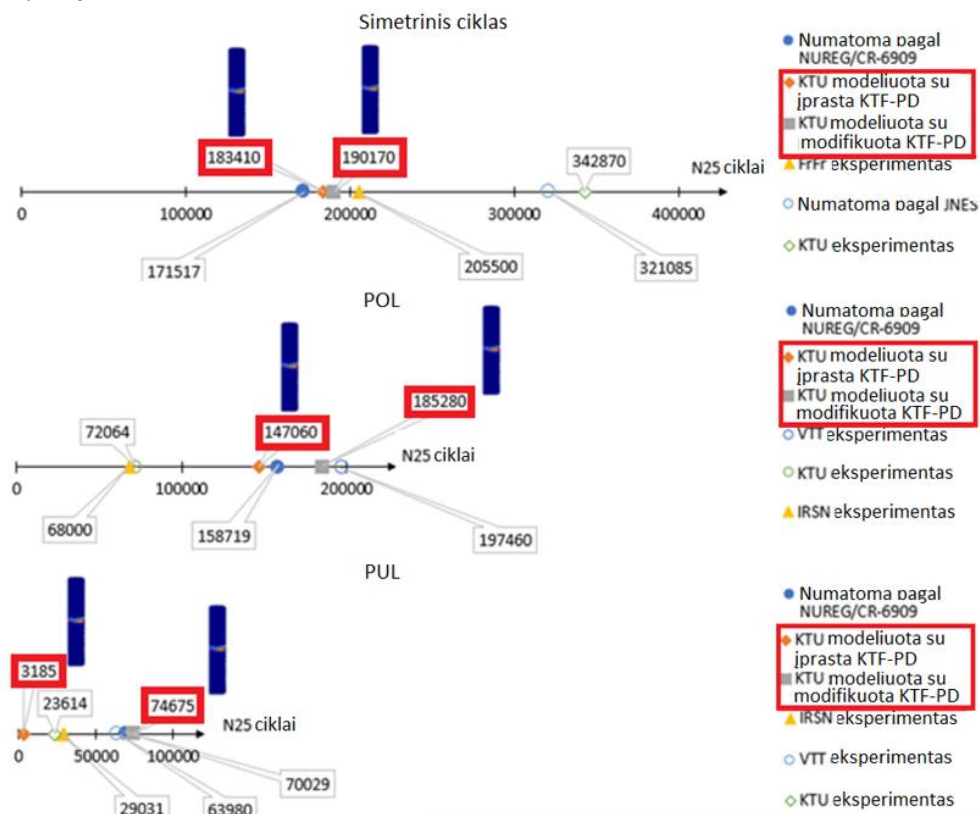 Simetrinis ciklas
183410
190170
342870
N25 ciklai
0
100000
200000
300000
400000
171517
205500
321085
Numatoma pagal
NUREG/CR-6909
KTU modeliuota su
įprasta KTF-PD
KTU modeliuota su
modifikuota KTF-PD
FrFr eksperimentas
Numatoma pagal JNES
KTU eksperimentas
POL
72064
147060
185280
N25 ciklai
0
100000
200000
68000
158719
197460
Numatoma pagal
NUREG/CR-6909
KTU modeliuota su
įprasta KTF-PD
KTU modeliuota su
modifikuota KTF-PD
VTT eksperimentas
KTU eksperimentas
IRSN eksperimentas
PUL
3185
23614
74675
N25 ciklai
0
50000
100000
29031
63980
70029
Numatoma pagal
NUREG/CR-6909
KTU modeliuota su
įprasta KTF-PD
KTU modeliuota su
modifikuota KTF-PD
IRSN eksperimentas
VTT eksperimentas
KTU eksperimentas